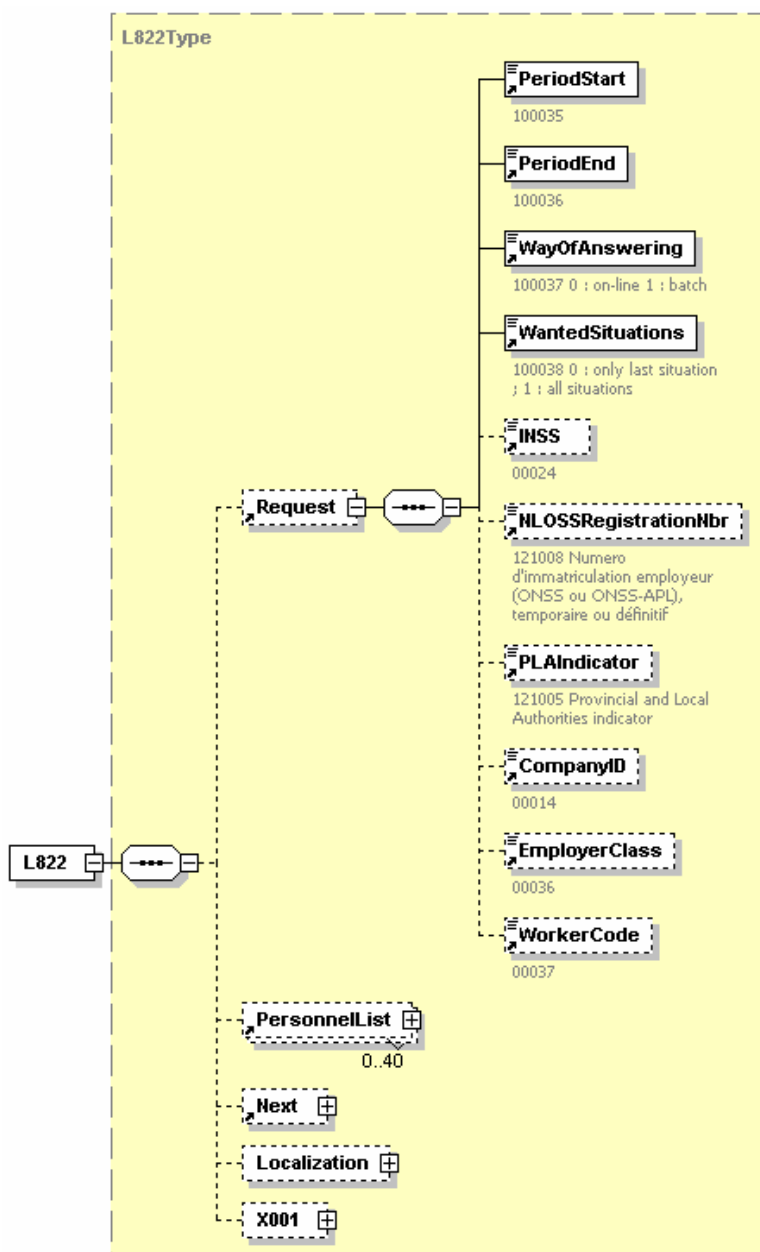 L822Type
PeriodStart
100035
PeriodEnd
100036
WayOfAnswering
100037 0 : on-line 1 : batch
WantedSituations
100038 0 : only last situation
; 1 : all situations
INSS
00024
Request
NLOSSRegistrationNbr
121008 Numero
d'immatriculation employeur
(ONSS ou ONSS-APL),
temporaire ou définitif
PLAIndicator
121005 Provincial and Local
Authorities indicator
CompanyID
00014
L822
EmployerClass
00036
WorkerCode
00037
PersonnelList
0..40
Next
Localization
X001